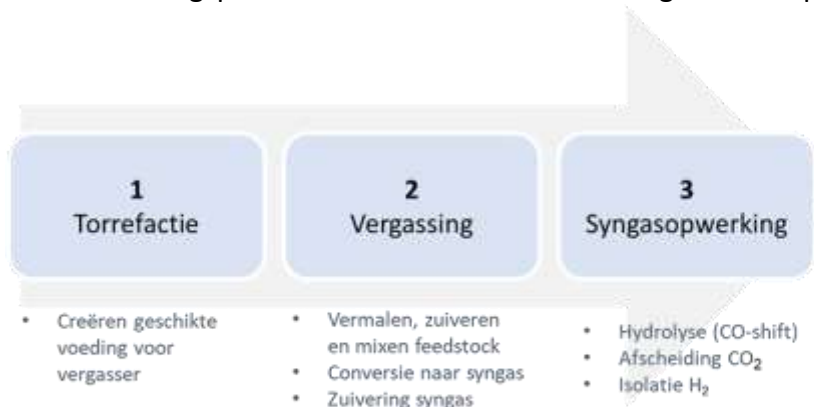 1
Torrefactie
2
Vergassing
3
Syngasopwerking
• Creëren geschikte
voeding voor
vergasser
• Vermalen, zuiveren
en mixen feedstock
• Conversie naar syngas
• Zuivering syngas
• Hydrolyse (CO-shift)
• Afscheiding CO₂
• Isolatie H₂